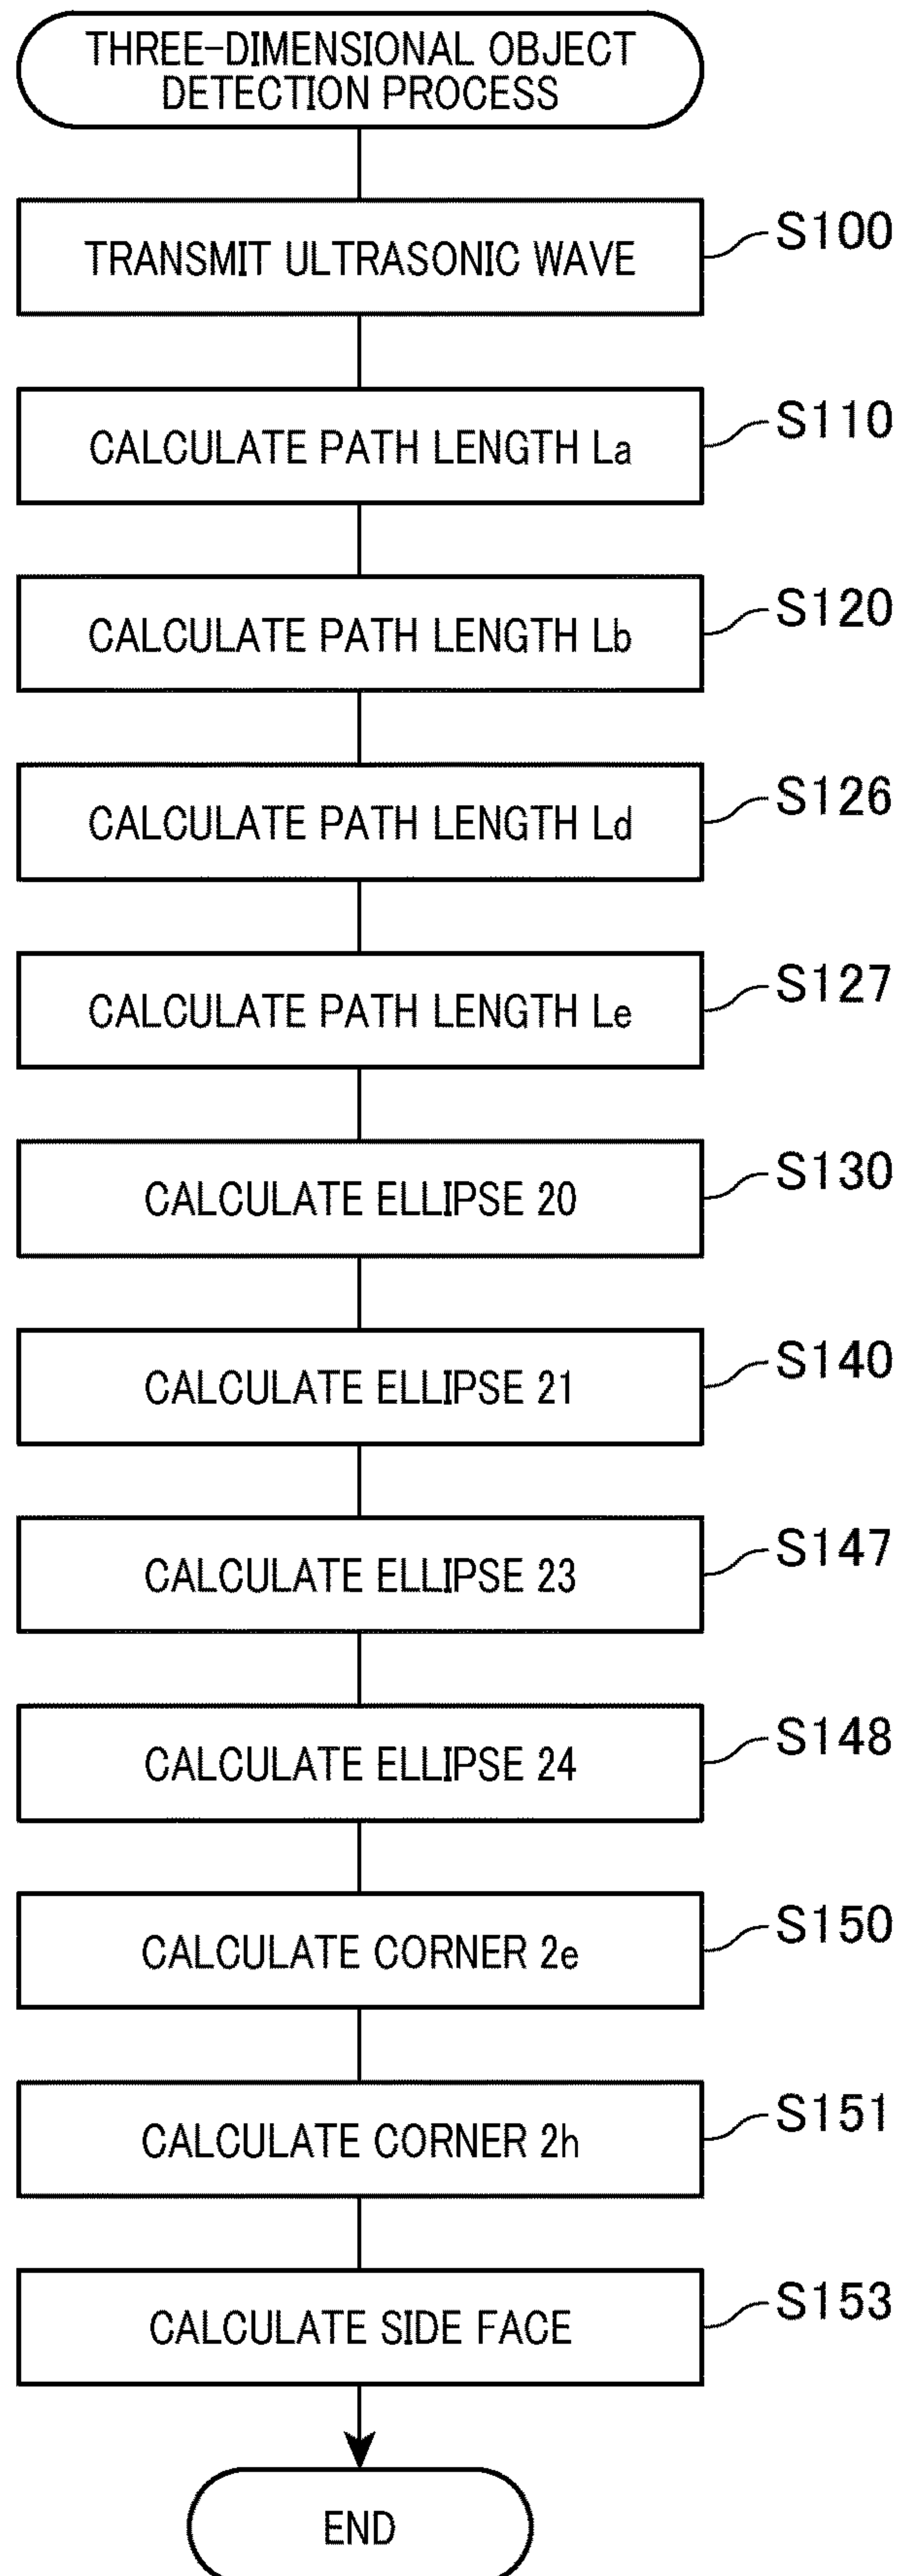 THREE-DIMENSIONAL OBJECT
DETECTION PROCESS
TRANSMIT ULTRASONIC WAVE
S100
CALCULATE PATH LENGTH La
S110
CALCULATE PATH LENGTH Lb
S120
CALCULATE PATH LENGTH Ld
S126
CALCULATE PATH LENGTH Le
S127
CALCULATE ELLIPSE 20
S130
CALCULATE ELLIPSE 21
S140
CALCULATE ELLIPSE 23
S147
CALCULATE ELLIPSE 24
S148
CALCULATE CORNER 2e
S150
CALCULATE CORNER 2h
S151
CALCULATE SIDE FACE
S153
END